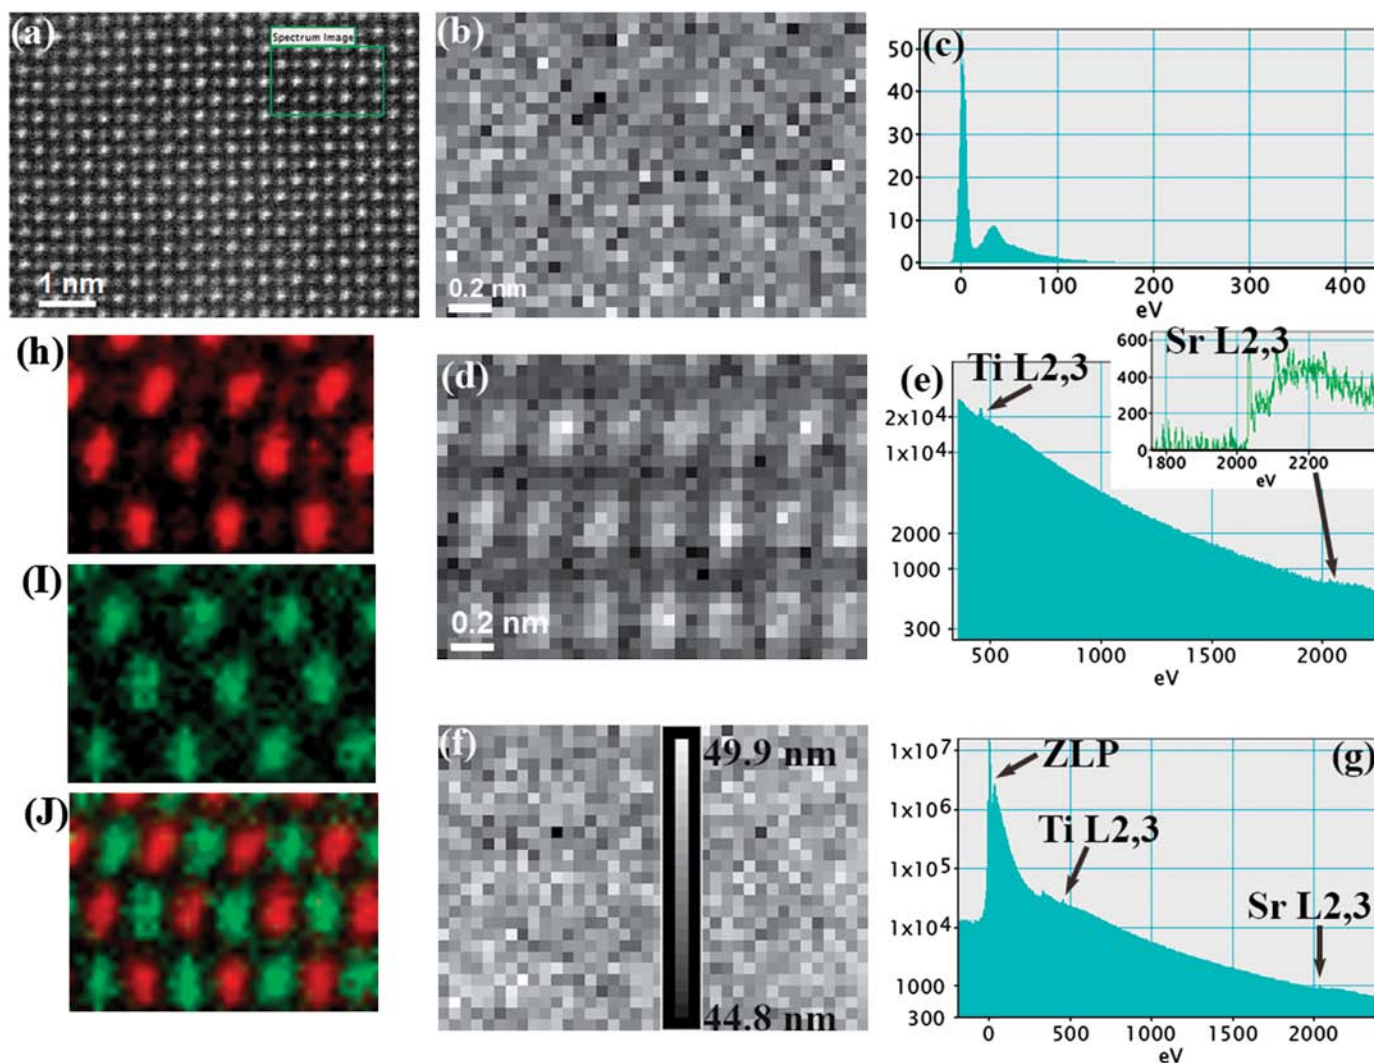 (a)
Spectrum Image
1 nm
(b)
0.2 nm
(c)
50
40
30
20
10
0
0 100 200 300 400
eV
(h)
(d)
0.2 nm
(e)
Ti L2,3
2x10⁴
1x10⁴
2000
1000
300
500 1000 1500 2000
eV
Sr L2,3
600
400
200
0
1800 2000 2200
eV
(I)
(J)
(f)
49.9 nm
44.8 nm
(g)
ZLP
Ti L2,3
Sr L2,3
1x10⁷
1x10⁶
1x10⁵
1x10⁴
1000
300
0 500 1000 1500 2000
eV